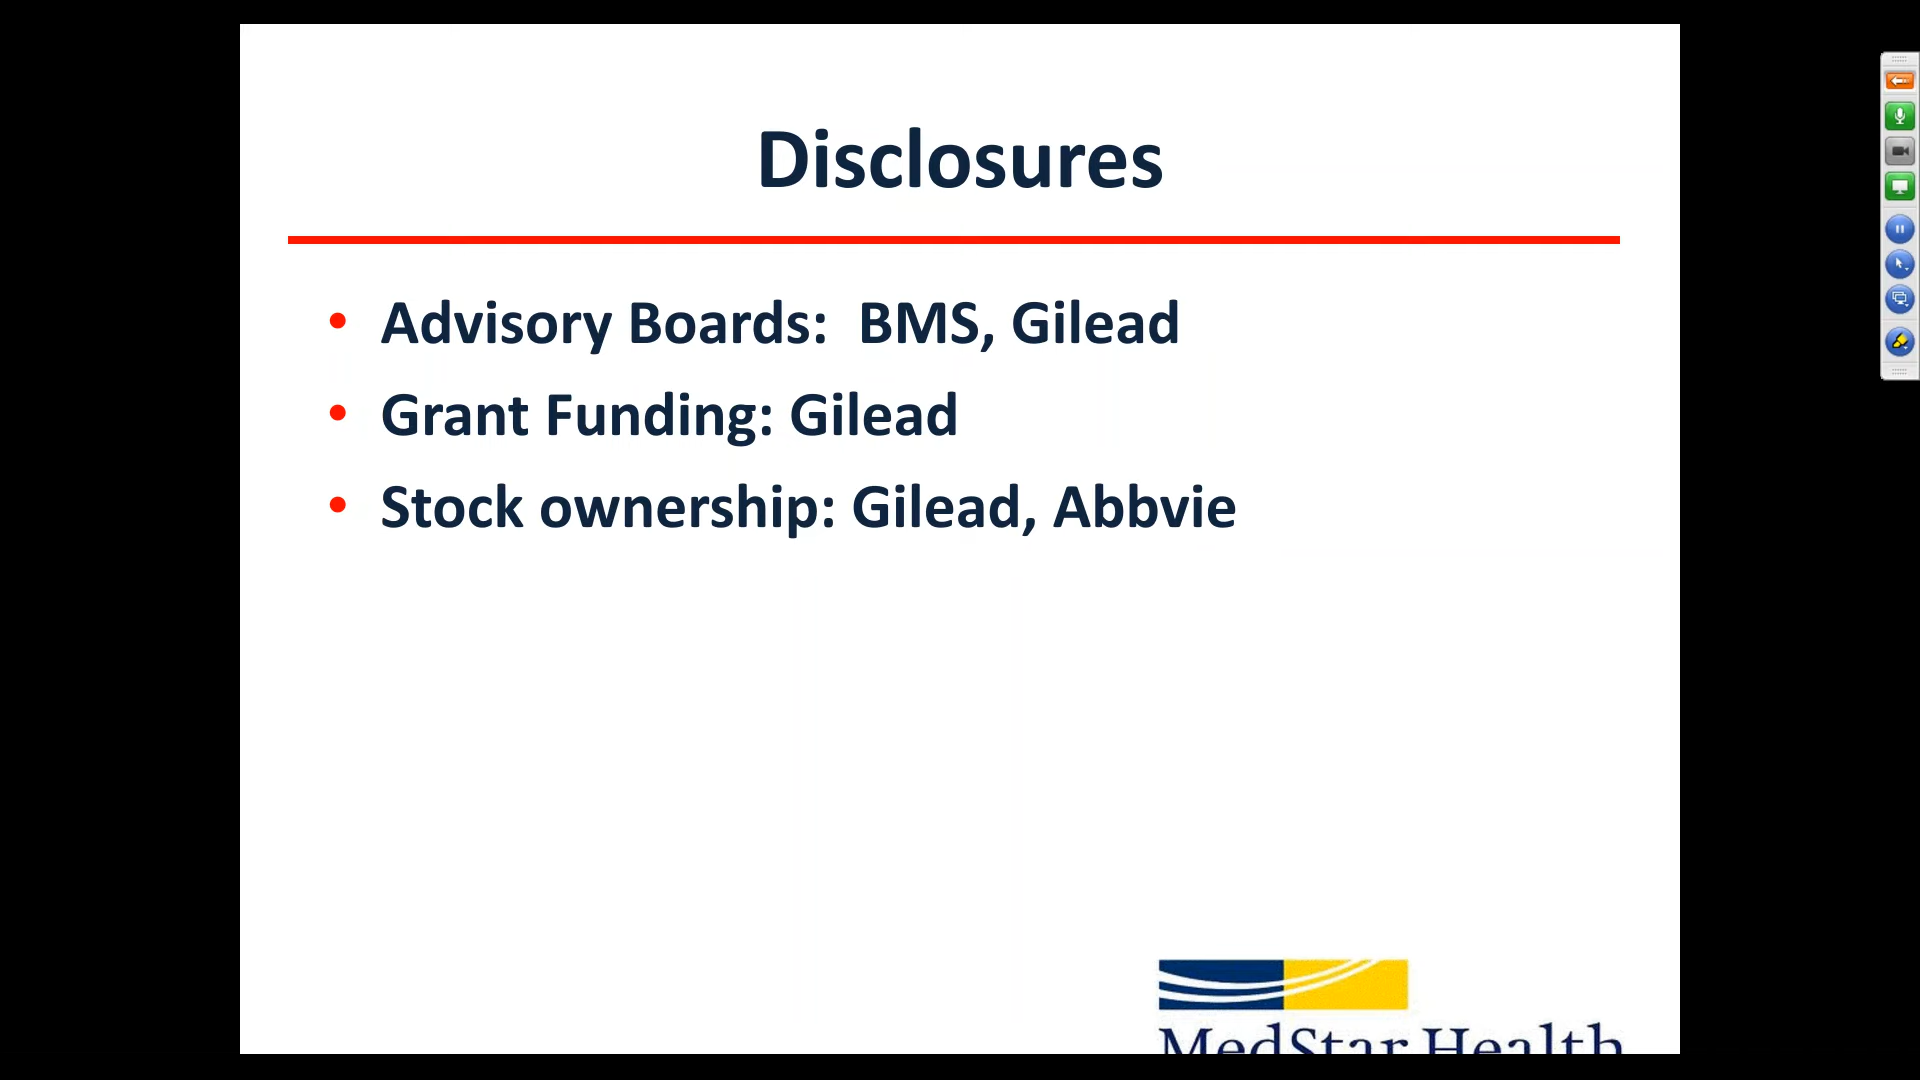 Disclosures
• Advisory Boards:  BMS, Gilead
• Grant Funding: Gilead
• Stock ownership: Gilead, Abbvie
MedStar Health